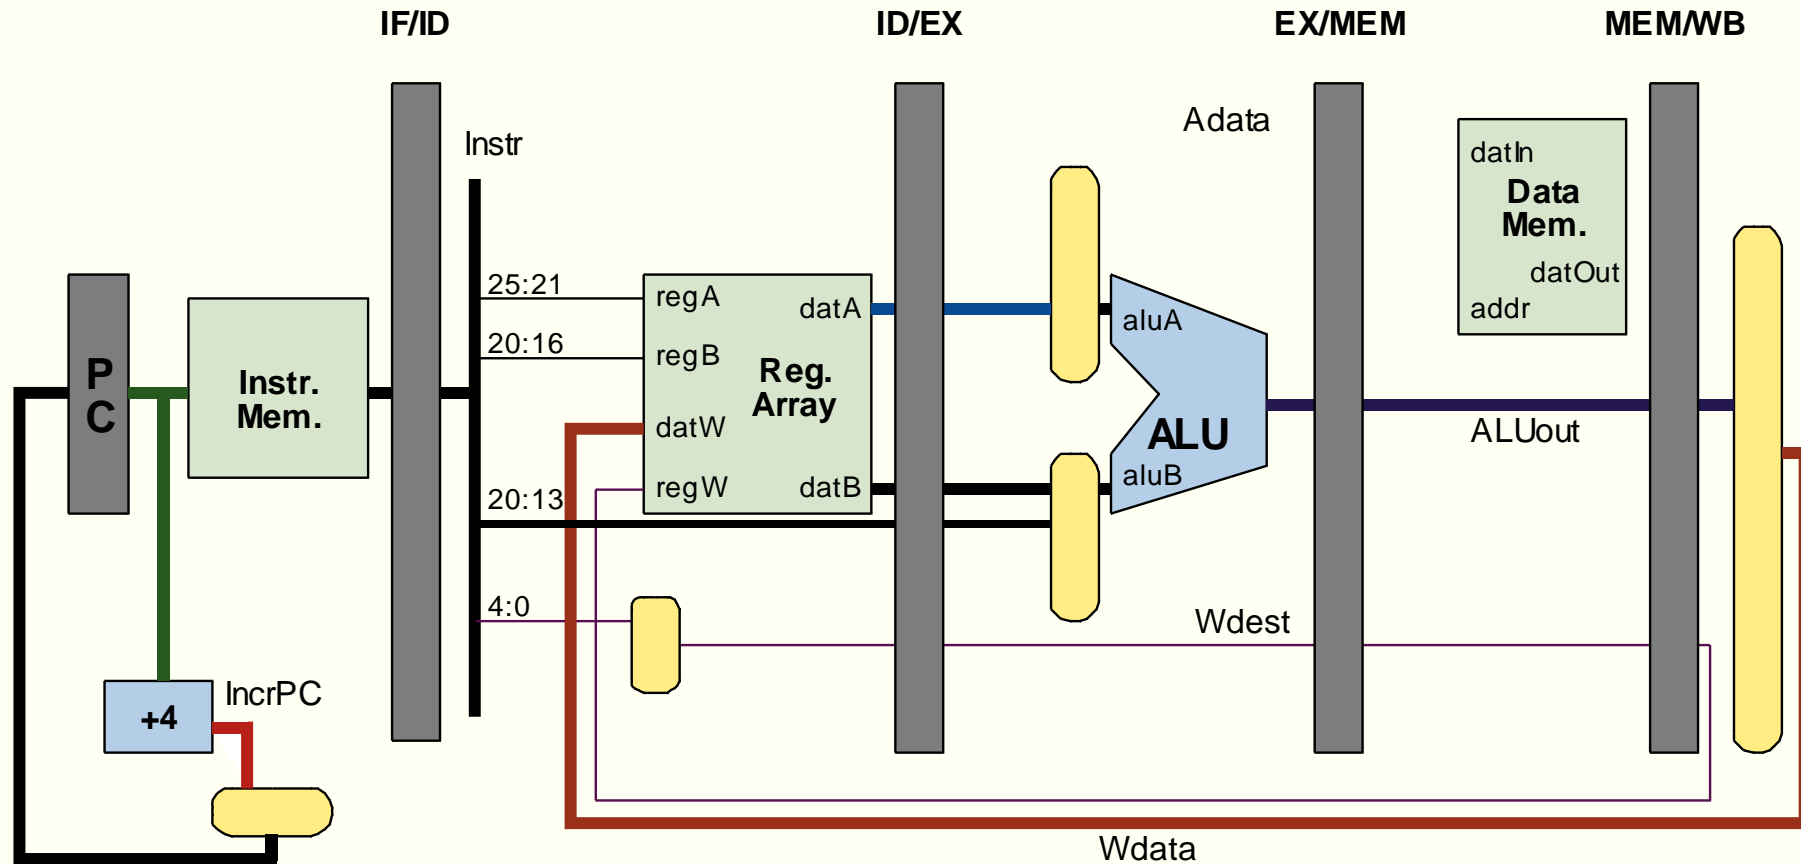 IF/ID
ID/EX
EX/MEM
MEM/WB
Instr
Adata
datIn
Data
Mem.
datOut
addr
25:21
20:16
20:13
4:0
regA
datA
regB
Reg.
Array
datW
regW
datB
P
C
Instr.
Mem.
aluA
ALU
aluB
ALUout
Wdest
IncrPC
+4
Wdata